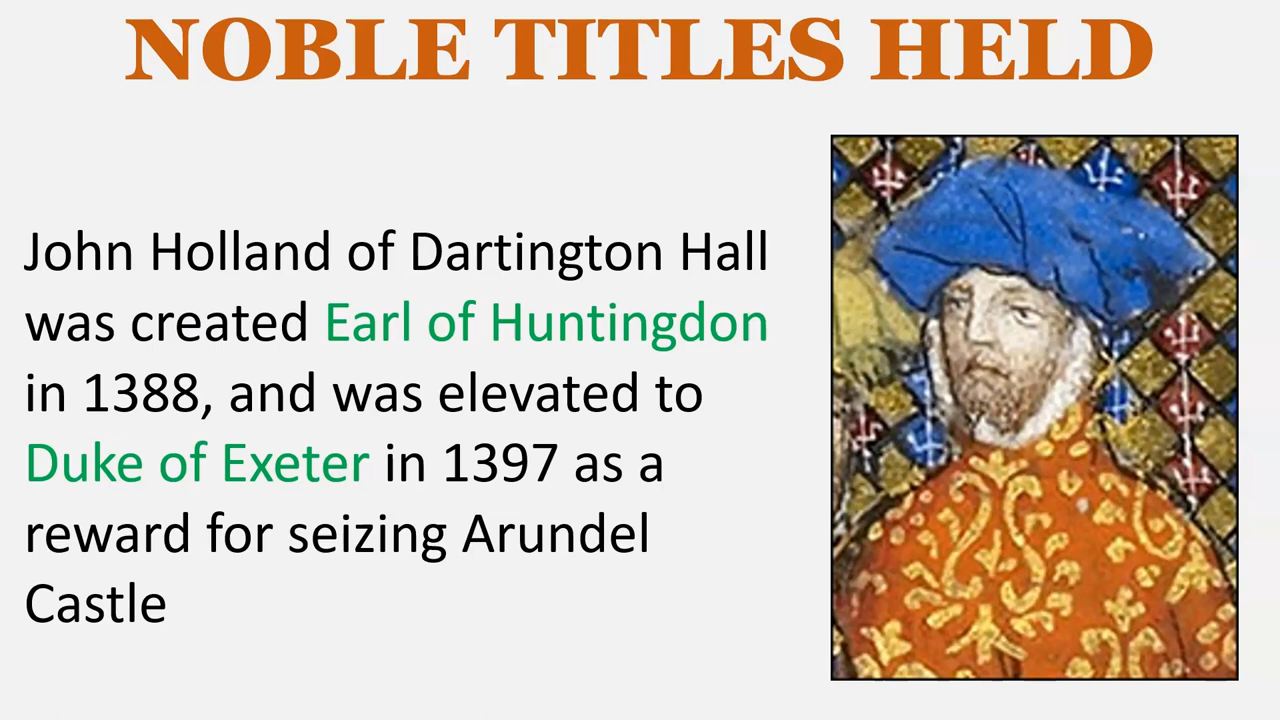 NOBLE TITLES HELD
John Holland of Dartington Hall
was created Earl of Huntingdon
in 1388, and was elevated to
Duke of Exeter in 1397 as a
reward for seizing Arundel
Castle